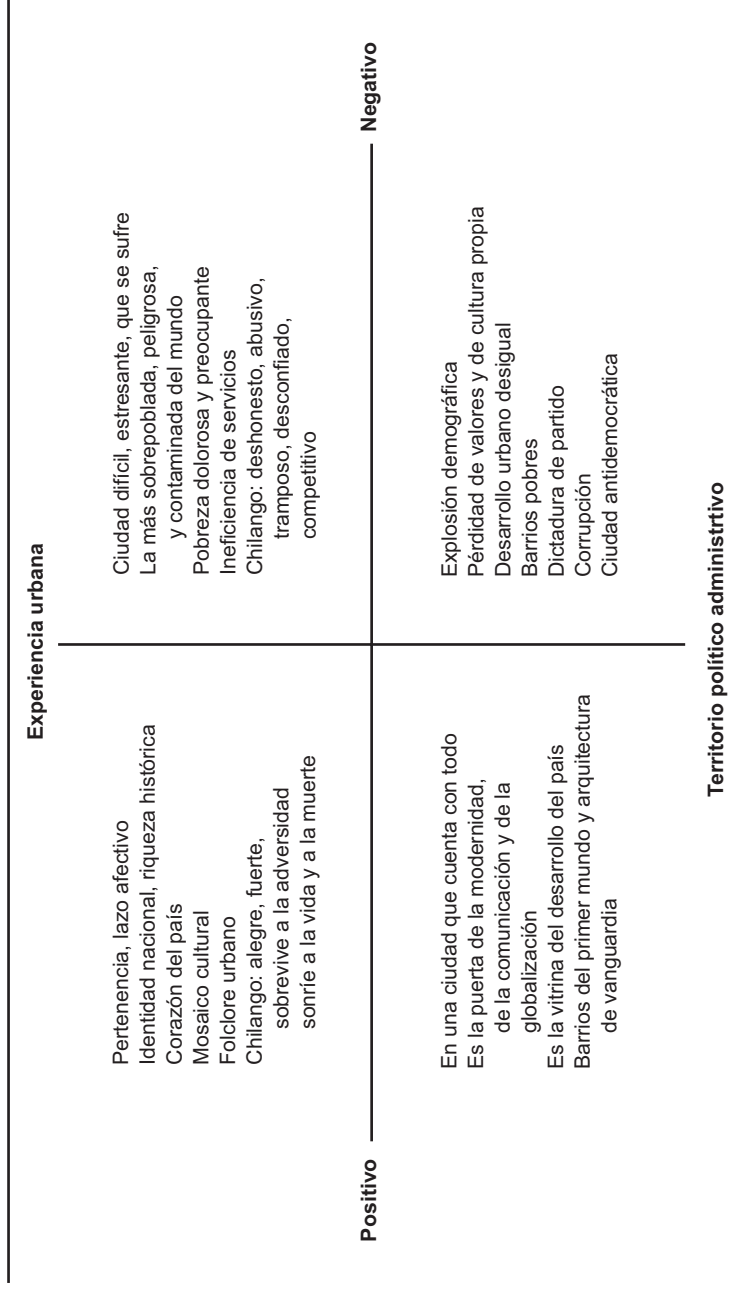 Experiencia urbana
Pertenencia, lazo afectivo
Identidad nacional, riqueza histórica
Corazón del país
Mosaico cultural
Folclore urbano
Chilango: alegre, fuerte,
sobrevive a la adversidad
sonríe a la vida y a la muerte
Ciudad difícil, estresante, que se sufre
La más sobrepoblada, peligrosa,
y contaminada del mundo
Pobreza dolorosa y preocupante
Ineficiencia de servicios
Chilango: deshonesto, abusivo,
tramposo, desconfiado,
competitivo
Positivo
Negativo
En una ciudad que cuenta con todo
Es la puerta de la modernidad,
de la comunicación y de la
globalización
Es la vitrina del desarrollo del país
Barrios del primer mundo y arquitectura
de vanguardia
Explosión demográfica
Pérdidad de valores y de cultura propia
Desarrollo urbano desigual
Barrios pobres
Dictadura de partido
Corrupción
Ciudad antidemocrática
Territorio político administrtivo